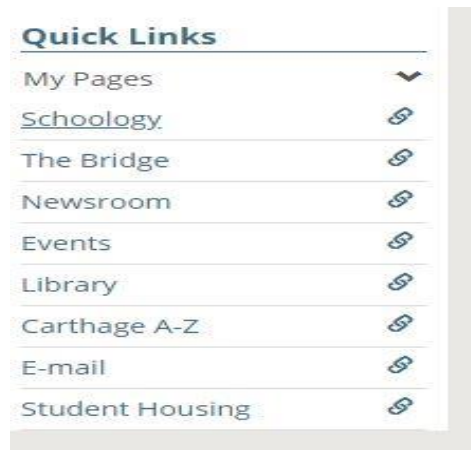 Quick Links
My Pages
Schoology
The Bridge
Newsroom
Events
Library
Carthage A-Z
E-mail
Student Housing